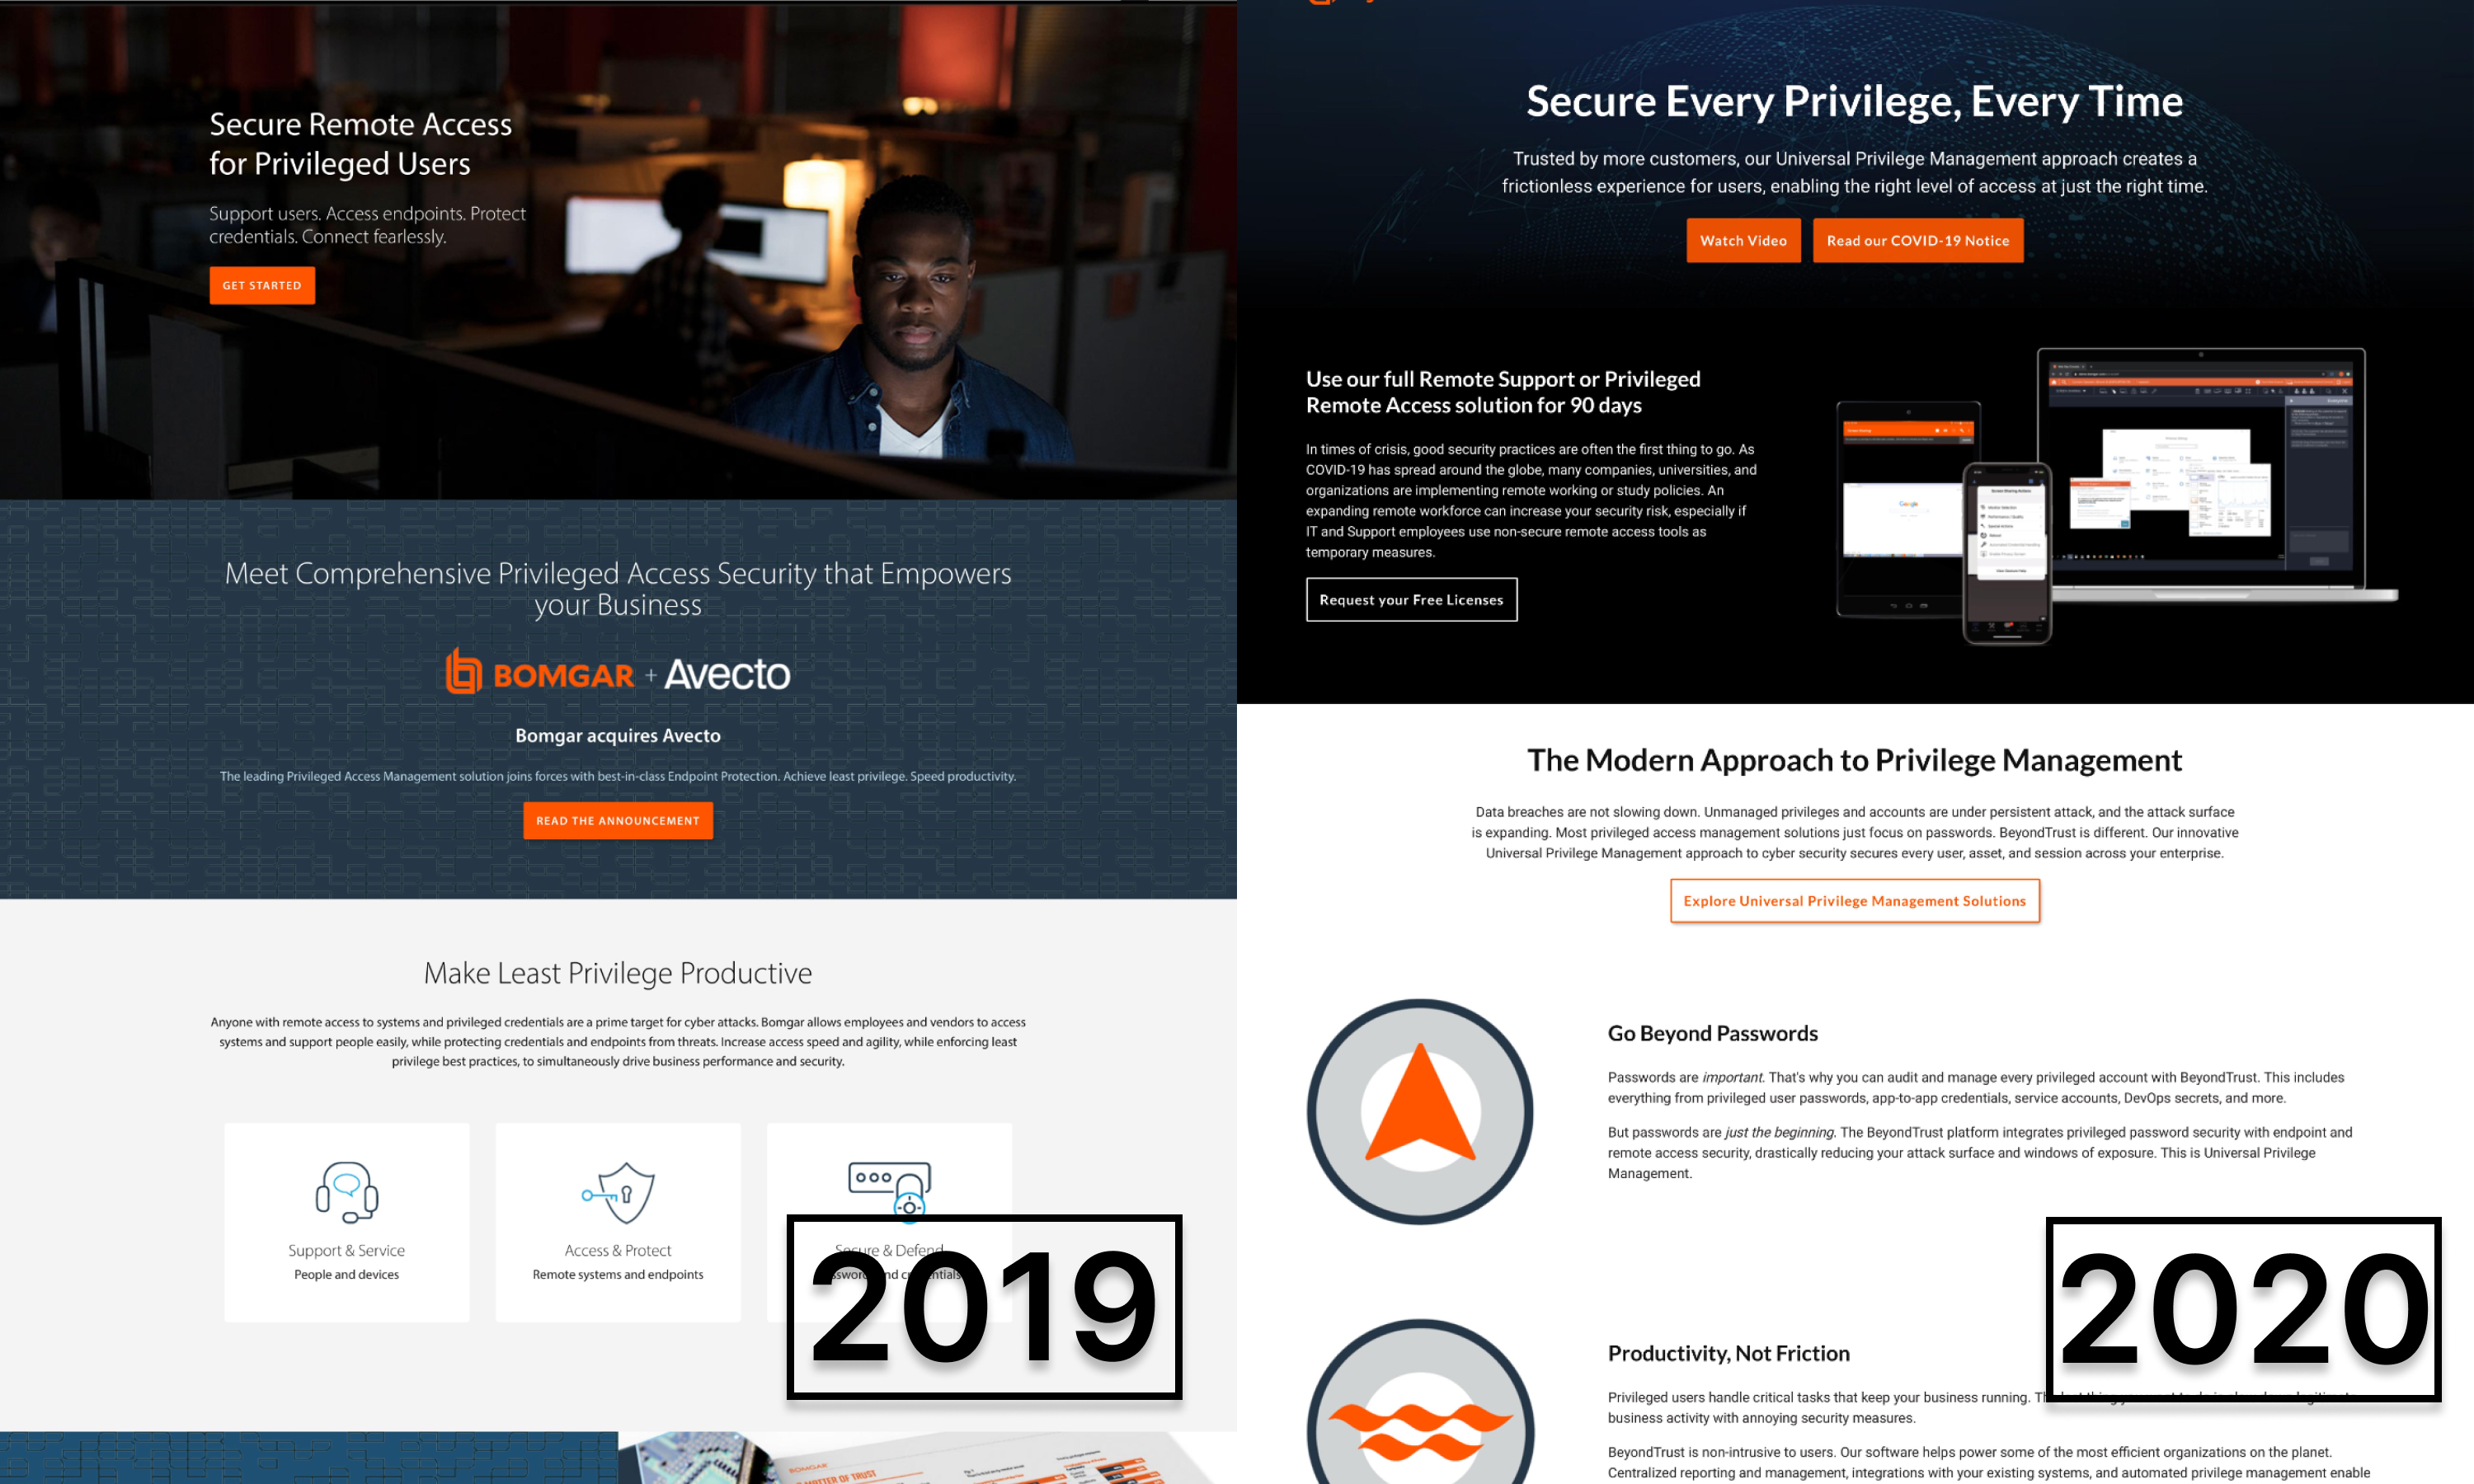 Secure Remote Access
for Privileged Users
Support users. Access endpoints. Protect
credentials. Connect fearlessly.
GET STARTED
Meet Comprehensive Privileged Access Security that Empowers
your Business
BOMGAR + Avecto
Bomgar acquires Avecto
The leading Privileged Access Management solution joins forces with best-in-class Endpoint Protection. Achieve least privilege. Speed productivity.
READ THE ANNOUNCEMENT
Make Least Privilege Productive
Anyone with remote access to systems and privileged credentials are a prime target for cyber attacks. Bomgar allows employees and vendors to access
systems and support people easily, while protecting credentials and endpoints from threats. Increase access speed and agility, while enforcing least
privilege best practices, to simultaneously drive business performance and security.
Support & Service
People and devices
Access & Protect
Remote systems and endpoints
Secure & Defend
2019
BOMGAR
MATTER OF TRUST
Secure Every Privilege, Every Time
Trusted by more customers, our Universal Privilege Management approach creates a
frictionless experience for users, enabling the right level of access at just the right time.
Watch Video
Read our COVID-19 Notice
Use our full Remote Support or Privileged
Remote Access solution for 90 days
In times of crisis, good security practices are often the first thing to go. As
COVID-19 has spread around the globe, many companies, universities, and
organizations are implementing remote working or study policies. An
expanding remote workforce can increase your security risk, especially if
IT and Support employees use non-secure remote access tools as
temporary measures.
Request your Free Licenses
Google
The Modern Approach to Privilege Management
Data breaches are not slowing down. Unmanaged privileges and accounts are under persistent attack, and the attack surface
is expanding. Most privileged access management solutions just focus on passwords. BeyondTrust is different. Our innovative
Universal Privilege Management approach to cyber security secures every user, asset, and session across your enterprise.
Explore Universal Privilege Management Solutions
Go Beyond Passwords
Passwords are important. That's why you can audit and manage every privileged account with BeyondTrust. This includes
everything from privileged user passwords, app-to-app credentials, service accounts, DevOps secrets, and more.
But passwords are just the beginning. The BeyondTrust platform integrates privileged password security with endpoint and
remote access security, drastically reducing your attack surface and windows of exposure. This is Universal Privilege
Management.
2020
Productivity, Not Friction
Privileged users handle critical tasks that keep your business running.
business activity with annoying security measures.
BeyondTrust is non-intrusive to users. Our software helps power some of the most efficient organizations on the planet.
Centralized reporting and management, integrations with your existing systems, and automated privilege management enable